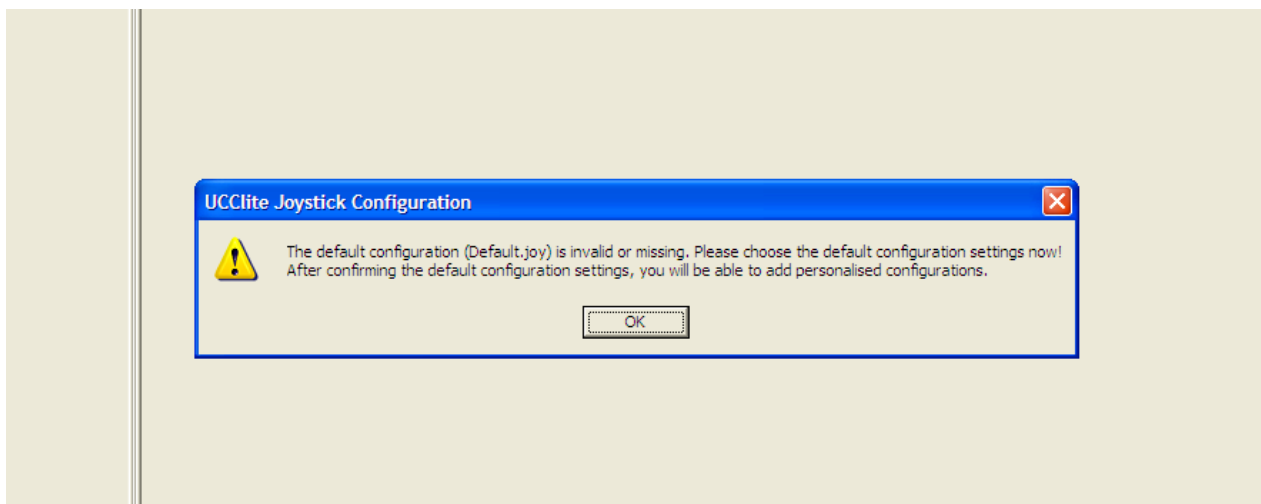 UCClite Joystick Configuration
The default configuration (Default.joy) is invalid or missing. Please choose the default configuration settings now!
After confirming the default configuration settings, you will be able to add personalised configurations.
OK